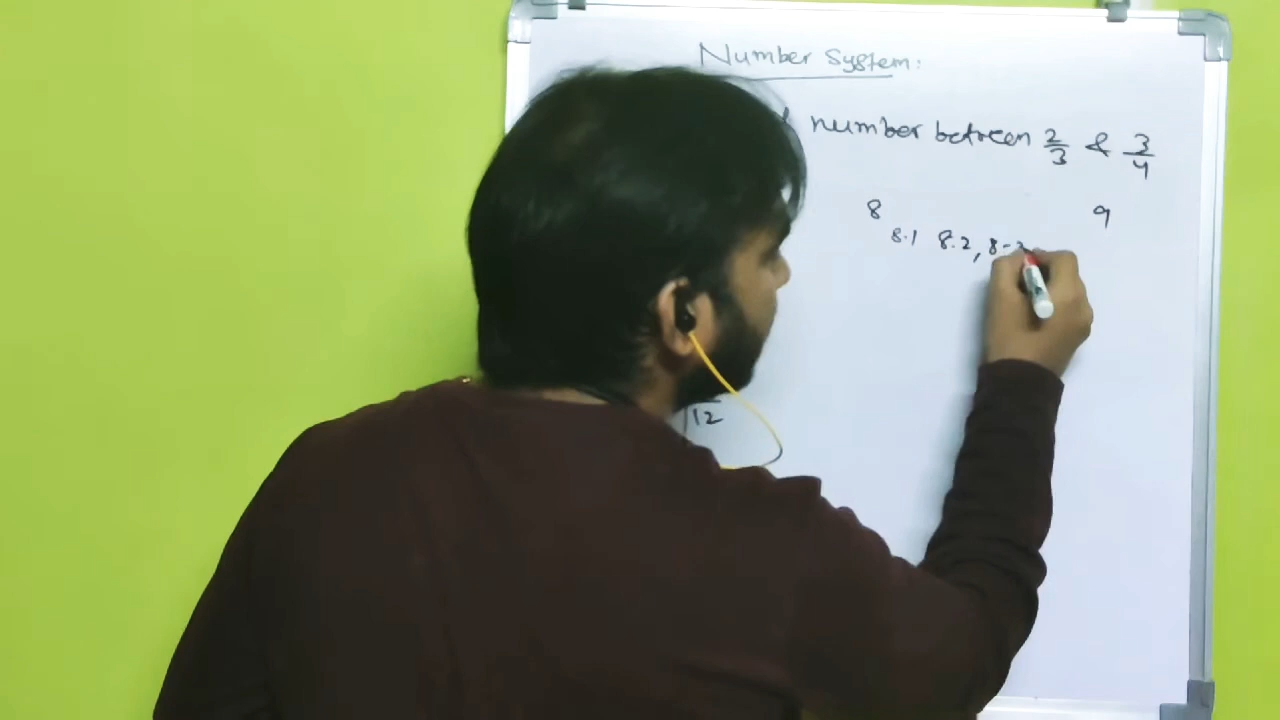 Number System:
number between 2/3 & 3/4
8 9
8.1 8.2, 8.
12